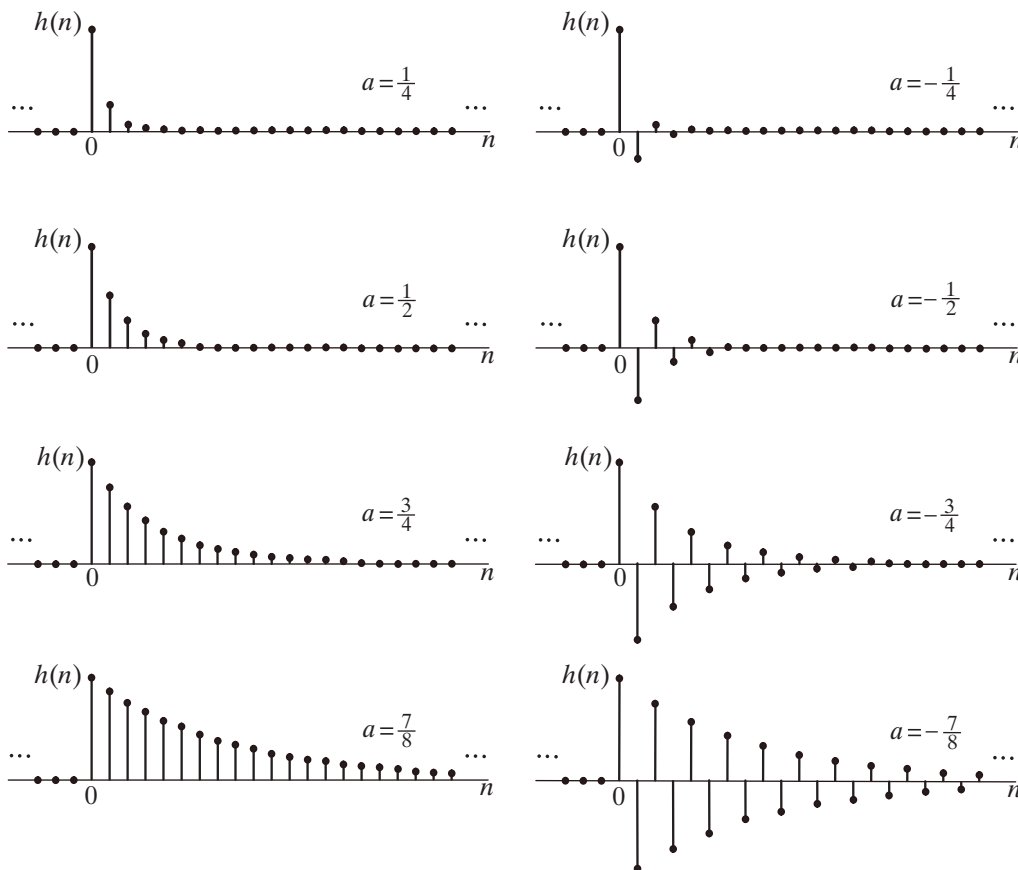 h(n)
a = 1/4
...
...
0
n
h(n)
a = − 1/4
...
...
0
n
h(n)
a = 1/2
...
...
0
n
h(n)
a = − 1/2
...
...
0
n
h(n)
a = 3/4
...
...
0
n
h(n)
a = − 3/4
...
...
0
n
h(n)
a = 7/8
...
...
0
n
h(n)
a = − 7/8
...
...
0
n